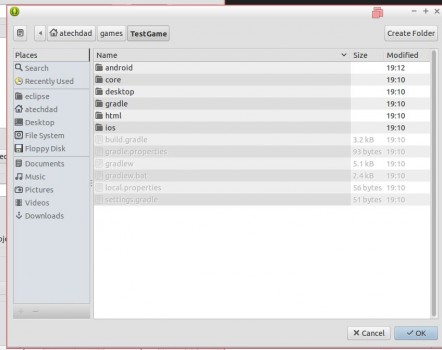 atechdad games TestGame Create Folder
Places Name Size Modified
Search
Recently Used
eclipse
atechdad
Desktop
File System
Floppy Disk
Documents
Music
Pictures
Videos
Downloads
android 19:12
core 19:10
desktop 19:10
gradle 19:10
html 19:10
ios 19:10
build.gradle 3.2 kB 19:10
gradle.properties 93 bytes 19:10
gradlew 5.1 kB 19:10
gradlew.bat 2.4 kB 19:10
local.properties 56 bytes 19:10
settings.gradle 51 bytes 19:10
Cancel OK